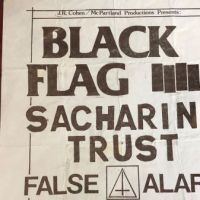 J.R. Cohen / McPartland Productions Presents:
BLACK
FLAG
SACHARIN
TRUST
FALSE ALAR